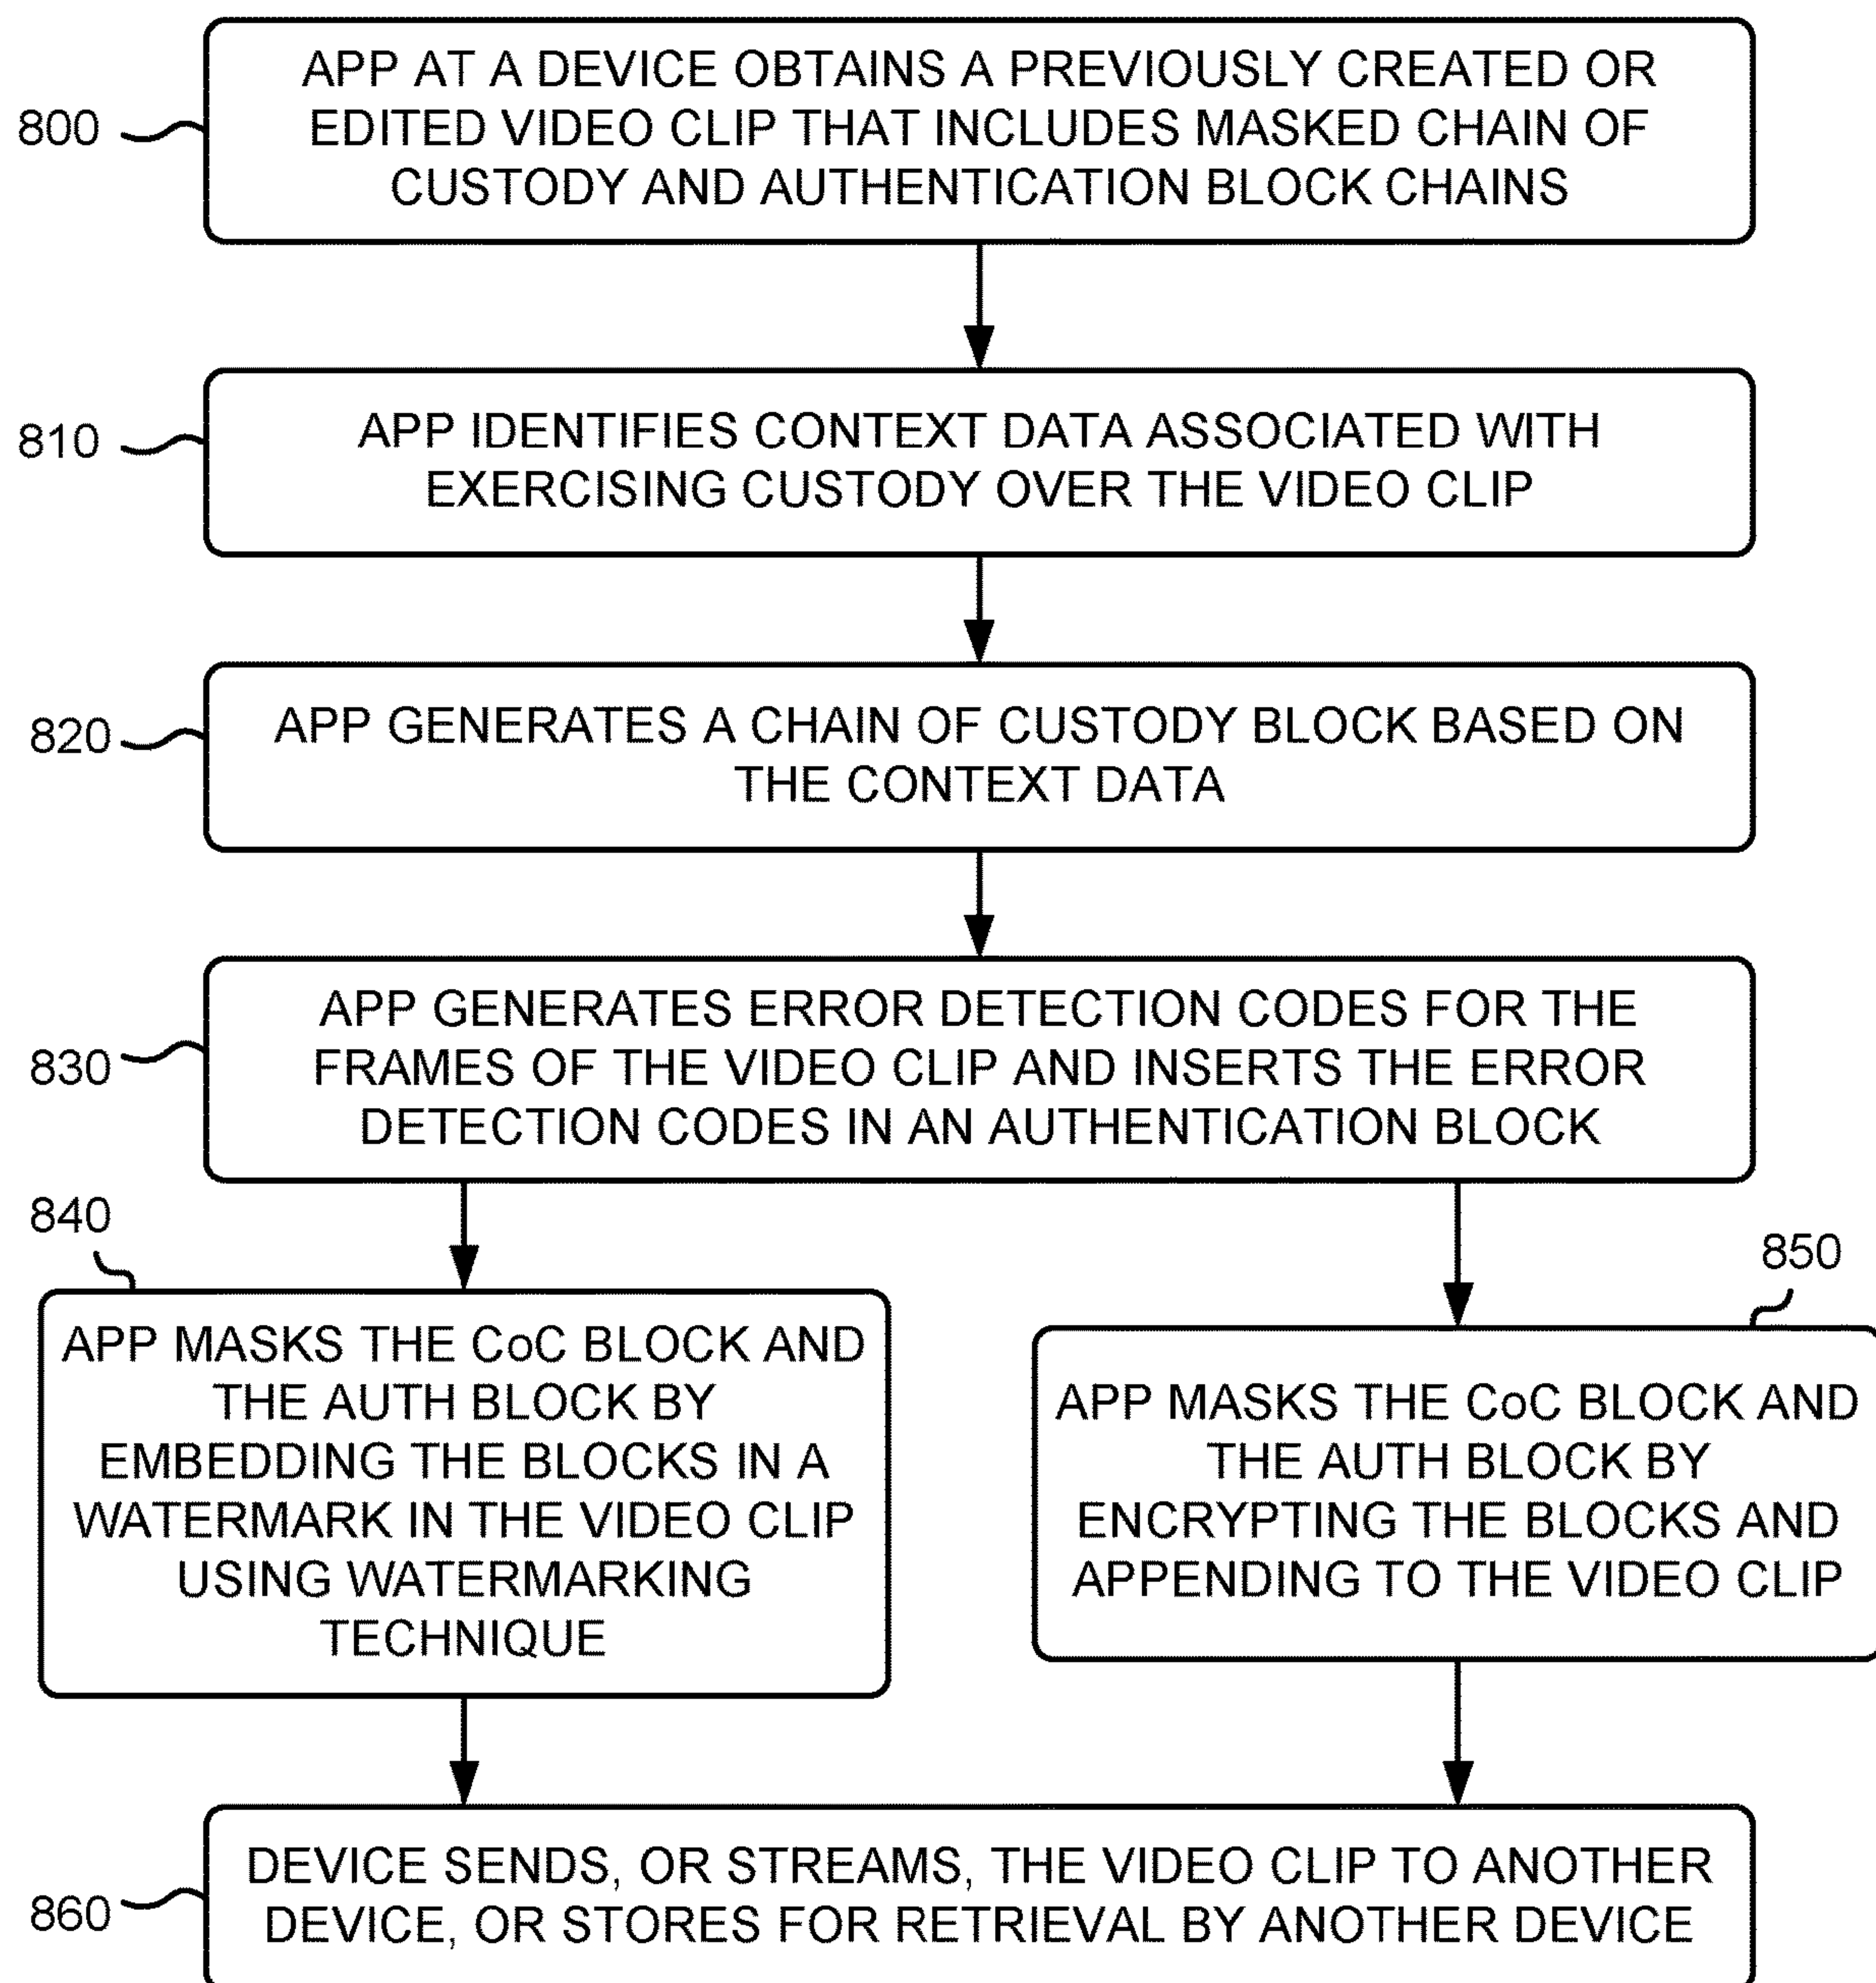 800
APP AT A DEVICE OBTAINS A PREVIOUSLY CREATED OR
EDITED VIDEO CLIP THAT INCLUDES MASKED CHAIN OF
CUSTODY AND AUTHENTICATION BLOCK CHAINS
810
APP IDENTIFIES CONTEXT DATA ASSOCIATED WITH
EXERCISING CUSTODY OVER THE VIDEO CLIP
820
APP GENERATES A CHAIN OF CUSTODY BLOCK BASED ON
THE CONTEXT DATA
830
APP GENERATES ERROR DETECTION CODES FOR THE
FRAMES OF THE VIDEO CLIP AND INSERTS THE ERROR
DETECTION CODES IN AN AUTHENTICATION BLOCK
840
APP MASKS THE CoC BLOCK AND
THE AUTH BLOCK BY
EMBEDDING THE BLOCKS IN A
WATERMARK IN THE VIDEO CLIP
USING WATERMARKING
TECHNIQUE
850
APP MASKS THE CoC BLOCK AND
THE AUTH BLOCK BY
ENCRYPTING THE BLOCKS AND
APPENDING TO THE VIDEO CLIP
860
DEVICE SENDS, OR STREAMS, THE VIDEO CLIP TO ANOTHER
DEVICE, OR STORES FOR RETRIEVAL BY ANOTHER DEVICE